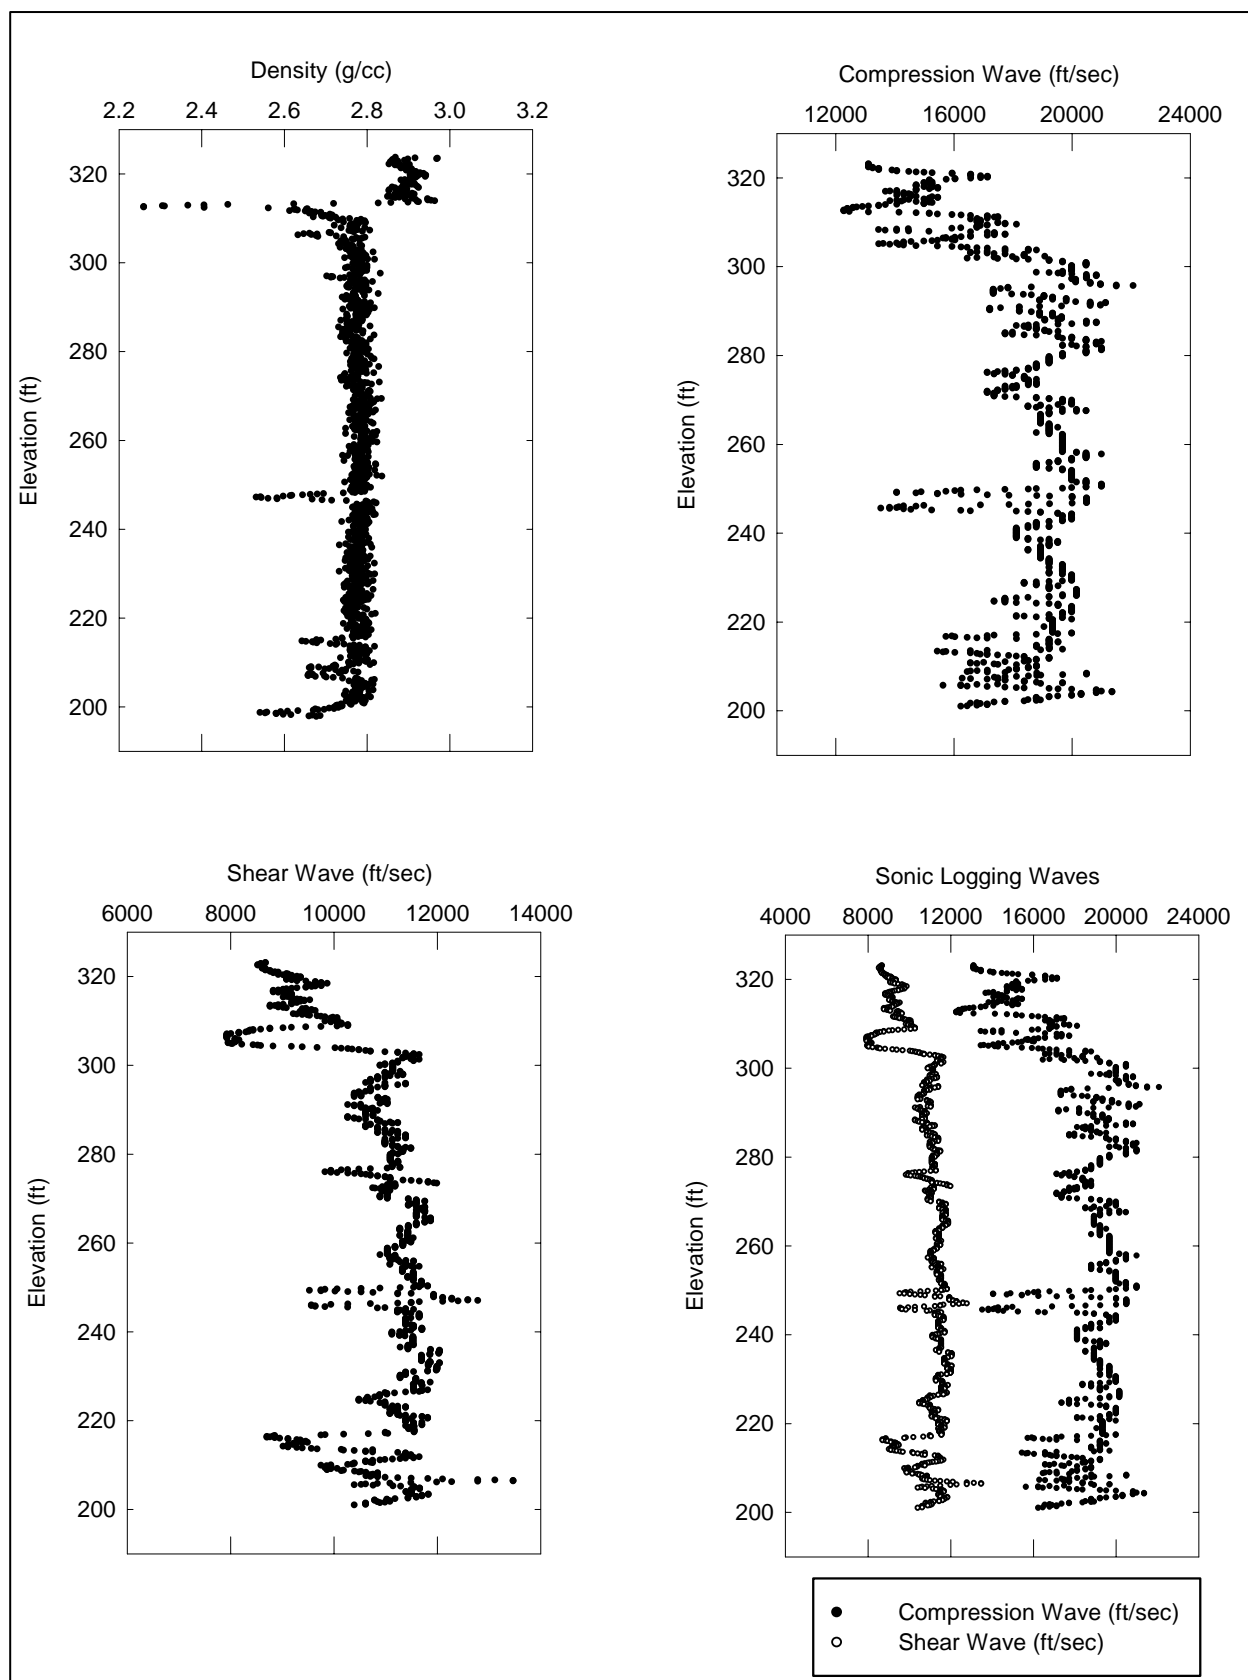 Density (g/cc)
2.2 2.4 2.6 2.8 3.0 3.2
Elevation (ft)
320
300
280
260
240
220
200
Compression Wave (ft/sec)
12000 16000 20000 24000
Elevation (ft)
320
300
280
260
240
220
200
Shear Wave (ft/sec)
6000 8000 10000 12000 14000
Elevation (ft)
320
300
280
260
240
220
200
Sonic Logging Waves
4000 8000 12000 16000 20000 24000
Elevation (ft)
320
300
280
260
240
220
200
Compression Wave (ft/sec)
Shear Wave (ft/sec)